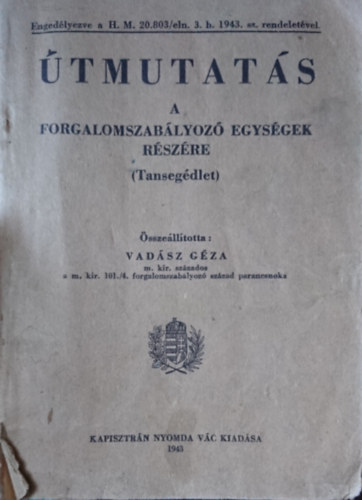 Engedélyezve a H. M. 20.803/eln. 3. b. 1943. sz. rendeletével.
ÚTMUTATÁS
A
FORGALOMSZABÁLYOZÓ EGYSÉGEK
RÉSZÉRE
(Tansegédlet)
Összeállította:
VADÁSZ GÉZA
m. kir. százados
a m. kir. 101./4. forgalomszabályozó század parancsnoka
KAPISZTRÁN NYOMDA VÁC KIADÁSA
1943